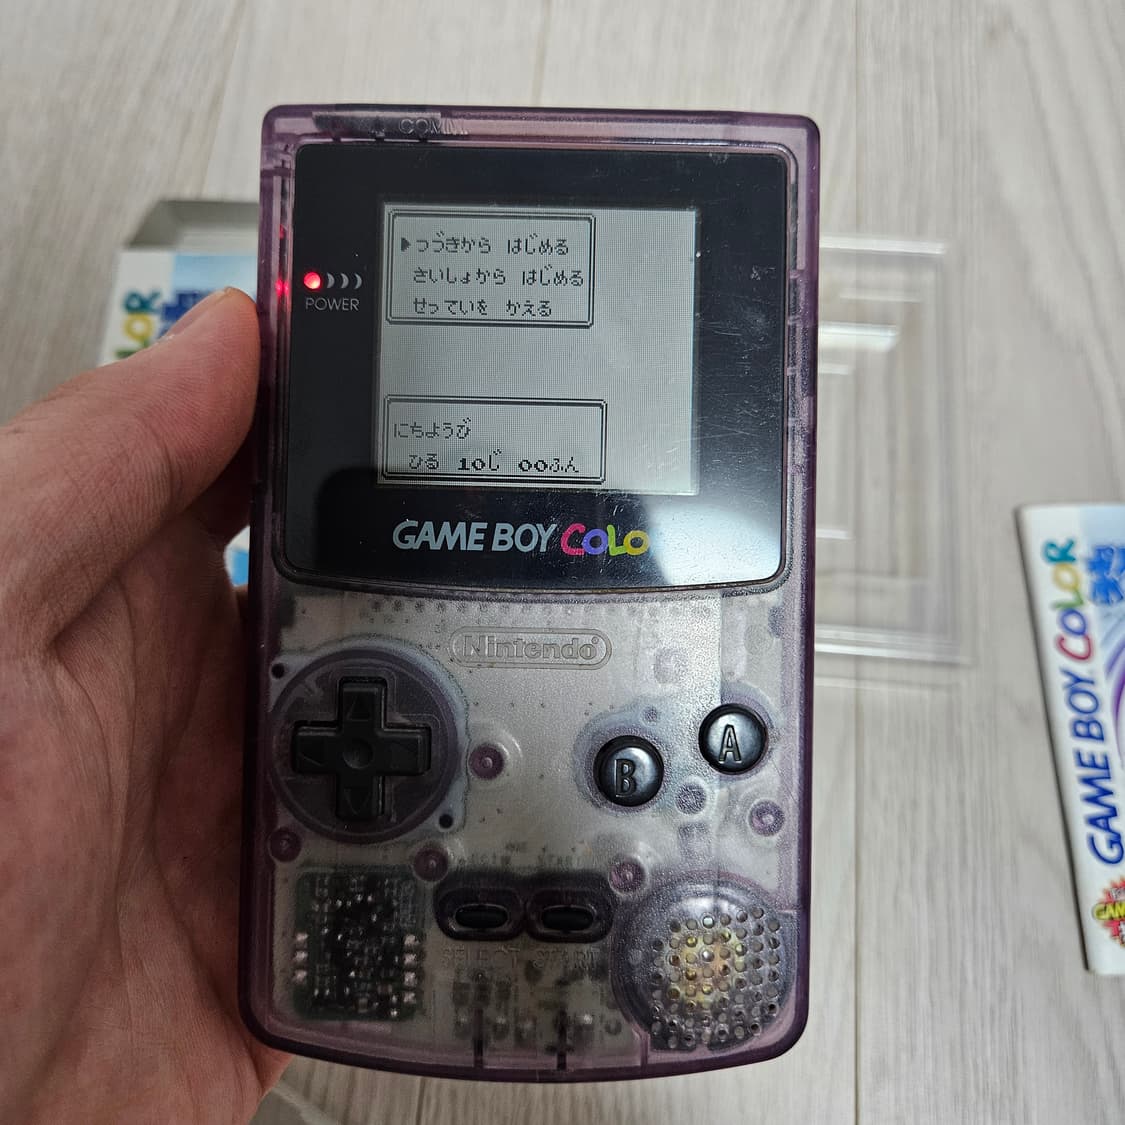 COMM.
▶つづきから はじめる
さいしょから はじめる
せっていを かえる
POWER
にちようび
ひる 10じ 00ふん
GAME BOY COLO
Nintendo®
A
B
SELECT START
GAME BOY COLOR